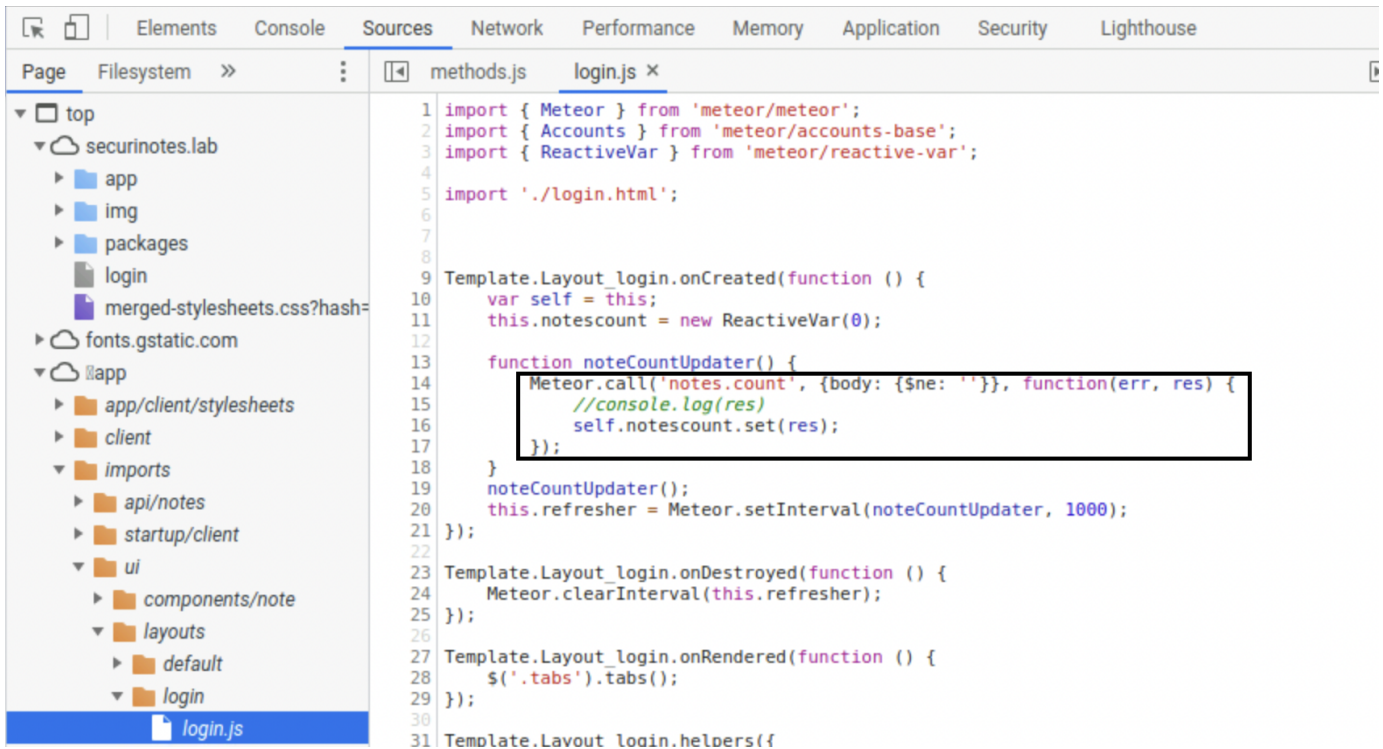 Elements Console Sources Network Performance Memory Application Security Lighthouse
Page Filesystem » methods.js login.js ×
top
securinotes.lab
app
img
packages
login
merged-stylesheets.css?hash=
fonts.gstatic.com
app
app/client/stylesheets
client
imports
api/notes
startup/client
ui
components/note
layouts
default
login
login.js
1 import { Meteor } from 'meteor/meteor';
2 import { Accounts } from 'meteor/accounts-base';
3 import { ReactiveVar } from 'meteor/reactive-var';
4
5 import './login.html';
6
7
8
9 Template.Layout_login.onCreated(function () {
10 var self = this;
11 this.notescount = new ReactiveVar(0);
12
13 function noteCountUpdater() {
14 Meteor.call('notes.count', {body: {$ne: ''}}, function(err, res) {
15 //console.log(res)
16 self.notescount.set(res);
17 });
18 }
19 noteCountUpdater();
20 this.refresher = Meteor.setInterval(noteCountUpdater, 1000);
21 });
22
23 Template.Layout_login.onDestroyed(function () {
24 Meteor.clearInterval(this.refresher);
25 });
26
27 Template.Layout_login.onRendered(function () {
28 $('.tabs').tabs();
29 });
30
31 Template.Layout_login.helpers({